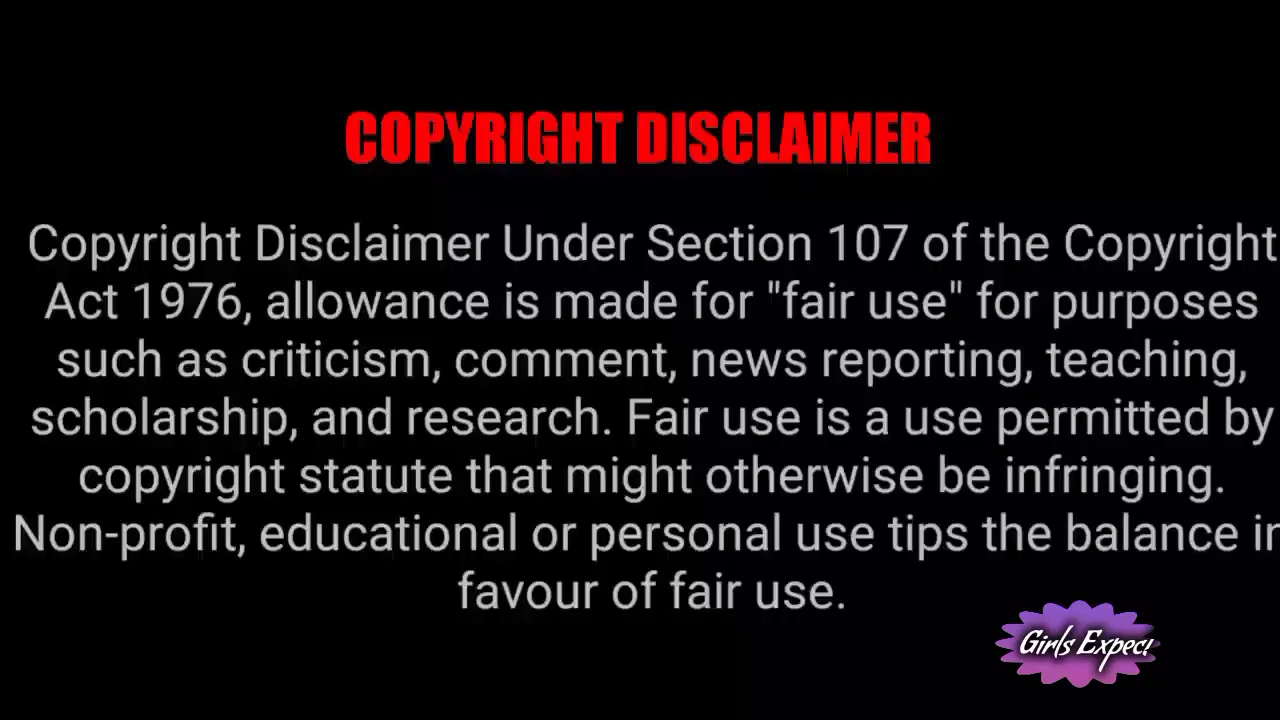 COPYRIGHT DISCLAIMER
Copyright Disclaimer Under Section 107 of the Copyright
Act 1976, allowance is made for "fair use" for purposes
such as criticism, comment, news reporting, teaching,
scholarship, and research. Fair use is a use permitted by
copyright statute that might otherwise be infringing.
Non-profit, educational or personal use tips the balance in
favour of fair use.
Girls Expec!